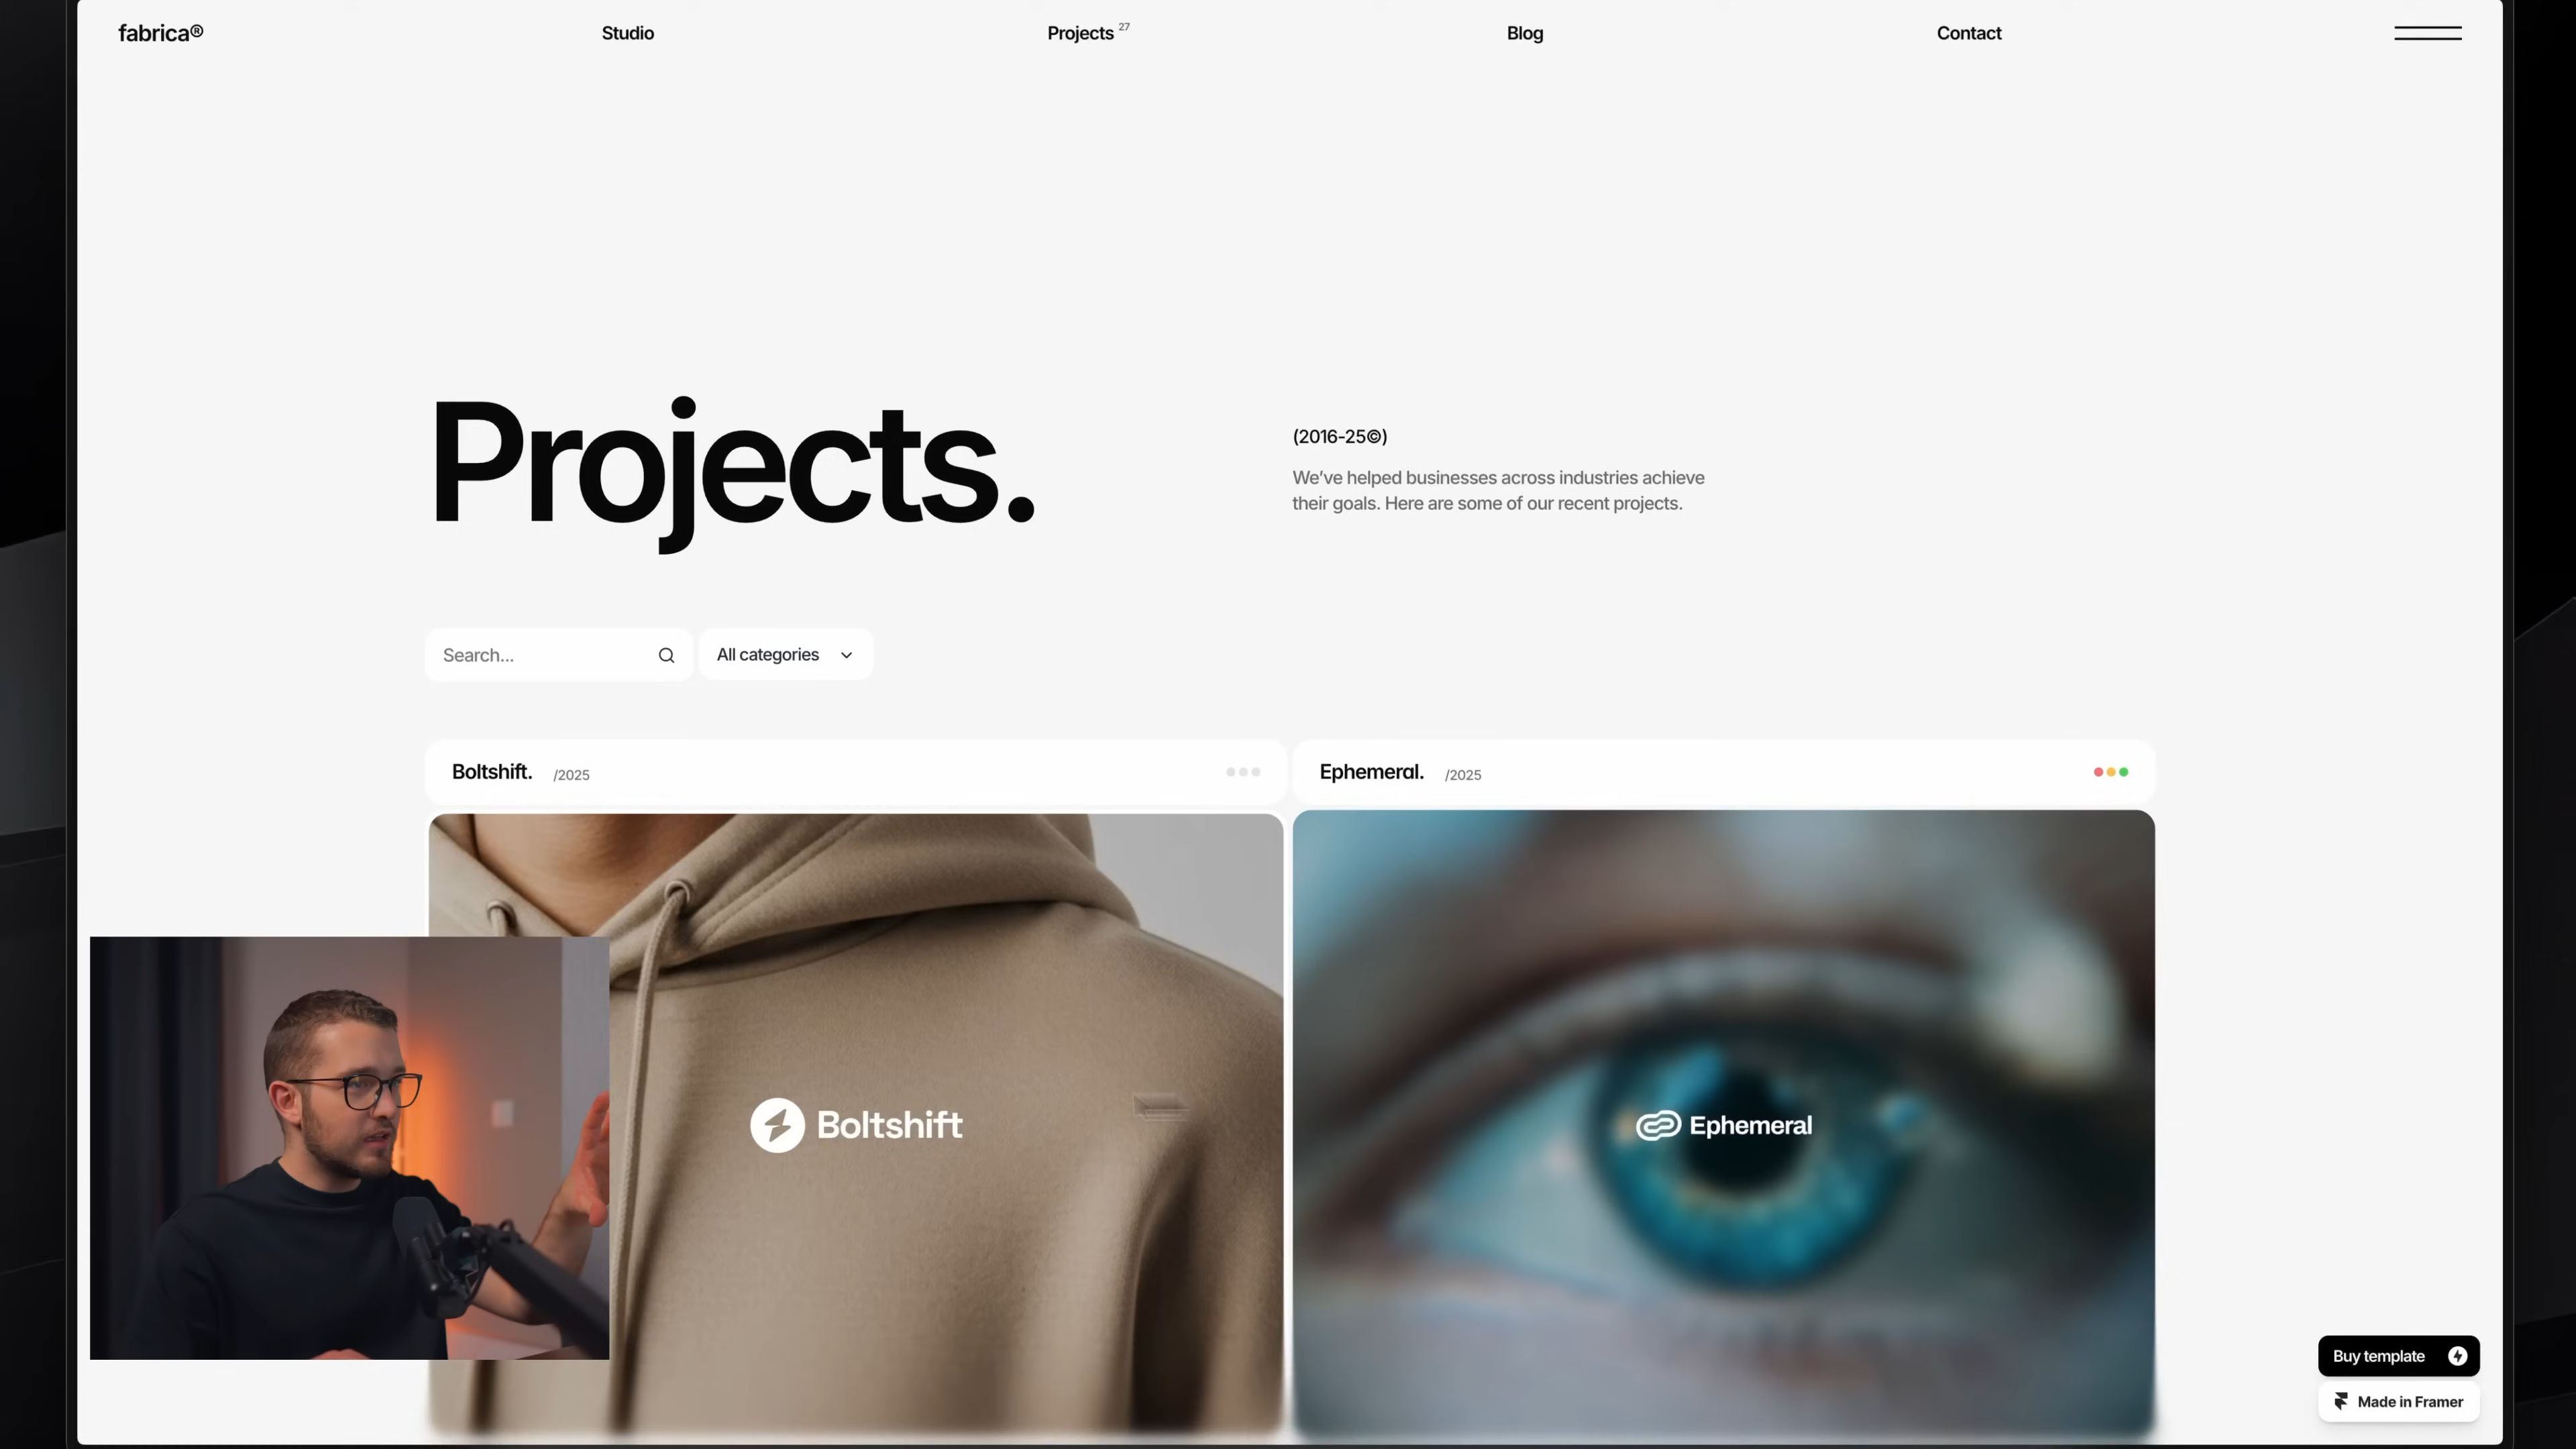 fabrica®
Studio
Projects 27
Blog
Contact
Projects.
(2016-25©)
We've helped businesses across industries achieve
their goals. Here are some of our recent projects.
Search...
All categories
Boltshift. /2025
Ephemeral. /2025
Boltshift
Ephemeral
Buy template
Made in Framer